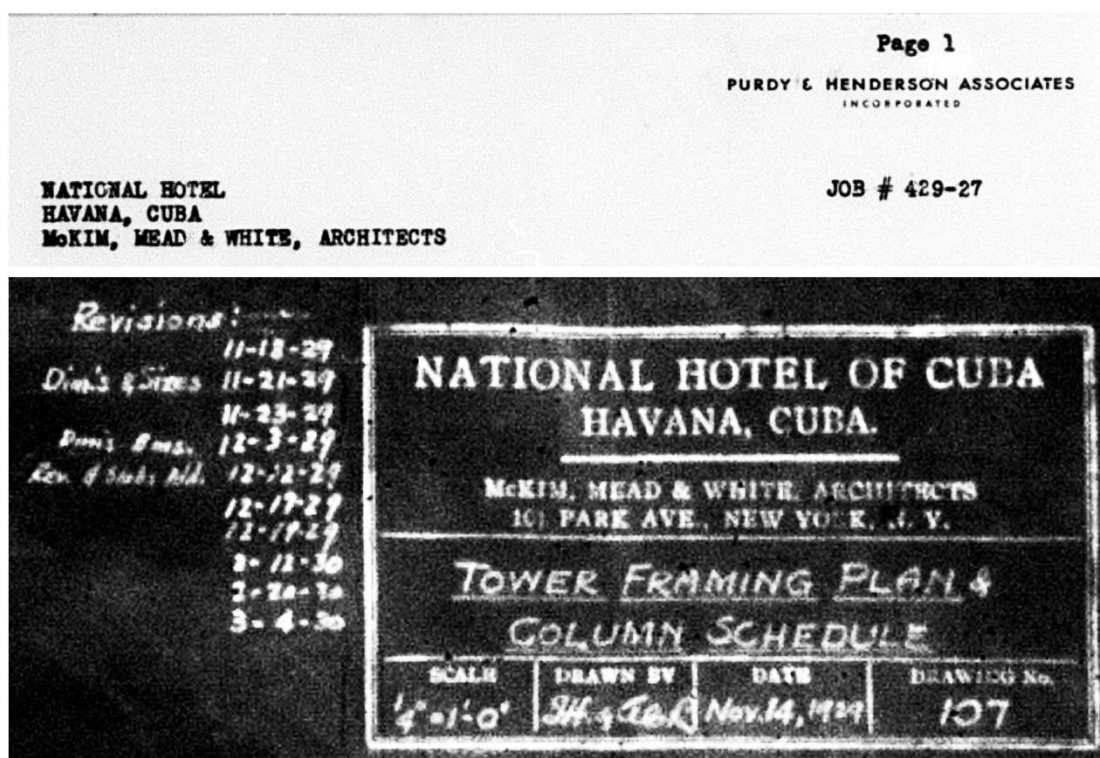 Page 1
PURDY & HENDERSON ASSOCIATES
INCORPORATED
JOB # 429-27
NATIONAL HOTEL
HAVANA, CUBA
McKIM, MEAD & WHITE, ARCHITECTS
Revisions:
11-18-29
Dim's & Sizes 11-21-29
11-23-29
Dim's Bms. 12-3-29
Rev. 12-12-29
12-17-29
12-19-29
2-20-30
3-4-30
NATIONAL HOTEL OF CUBA
HAVANA, CUBA.
McKIM, MEAD & WHITE, ARCHITECTS
101 PARK AVE., NEW YORK, N. Y.
TOWER FRAMING PLAN &
COLUMN SCHEDULE
SCALE DRAWN BY DATE DRAWING No.
1/4"=1'-0" Nov. 14, 1929 107